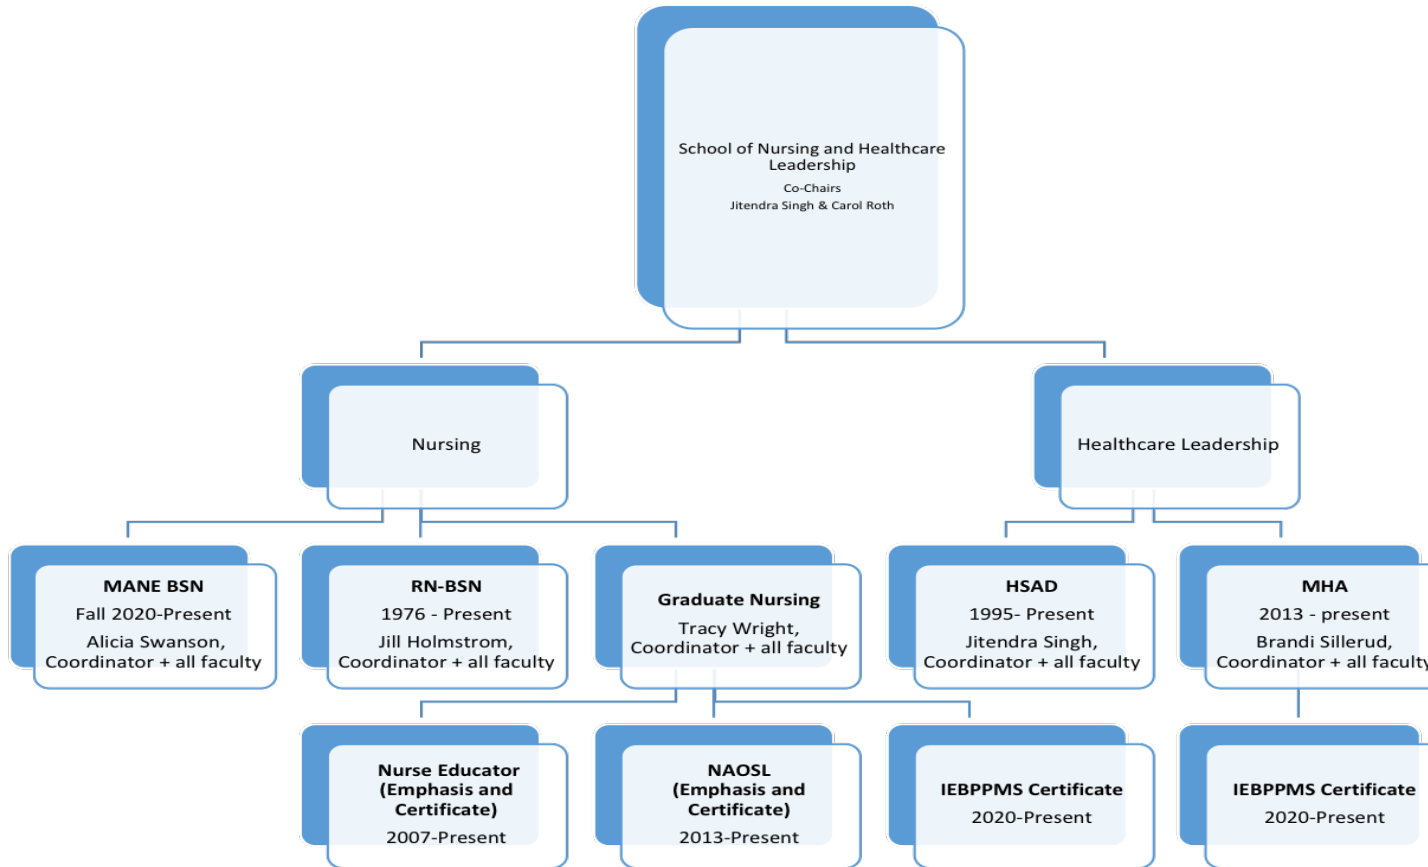 School of Nursing and Healthcare
Leadership
Co-Chairs
Jitendra Singh & Carol Roth
Nursing
Healthcare Leadership
MANE BSN
Fall 2020-Present
Alicia Swanson,
Coordinator + all faculty
RN-BSN
1976 - Present
Jill Holmstrom,
Coordinator + all faculty
Graduate Nursing
Tracy Wright,
Coordinator + all faculty
HSAD
1995- Present
Jitendra Singh,
Coordinator + all faculty
MHA
2013 - present
Brandi Sillerud,
Coordinator + all faculty
Nurse Educator
(Emphasis and
Certificate)
2007-Present
NAOSL
(Emphasis and
Certificate)
2013-Present
IEBPPMS Certificate
2020-Present
IEBPPMS Certificate
2020-Present